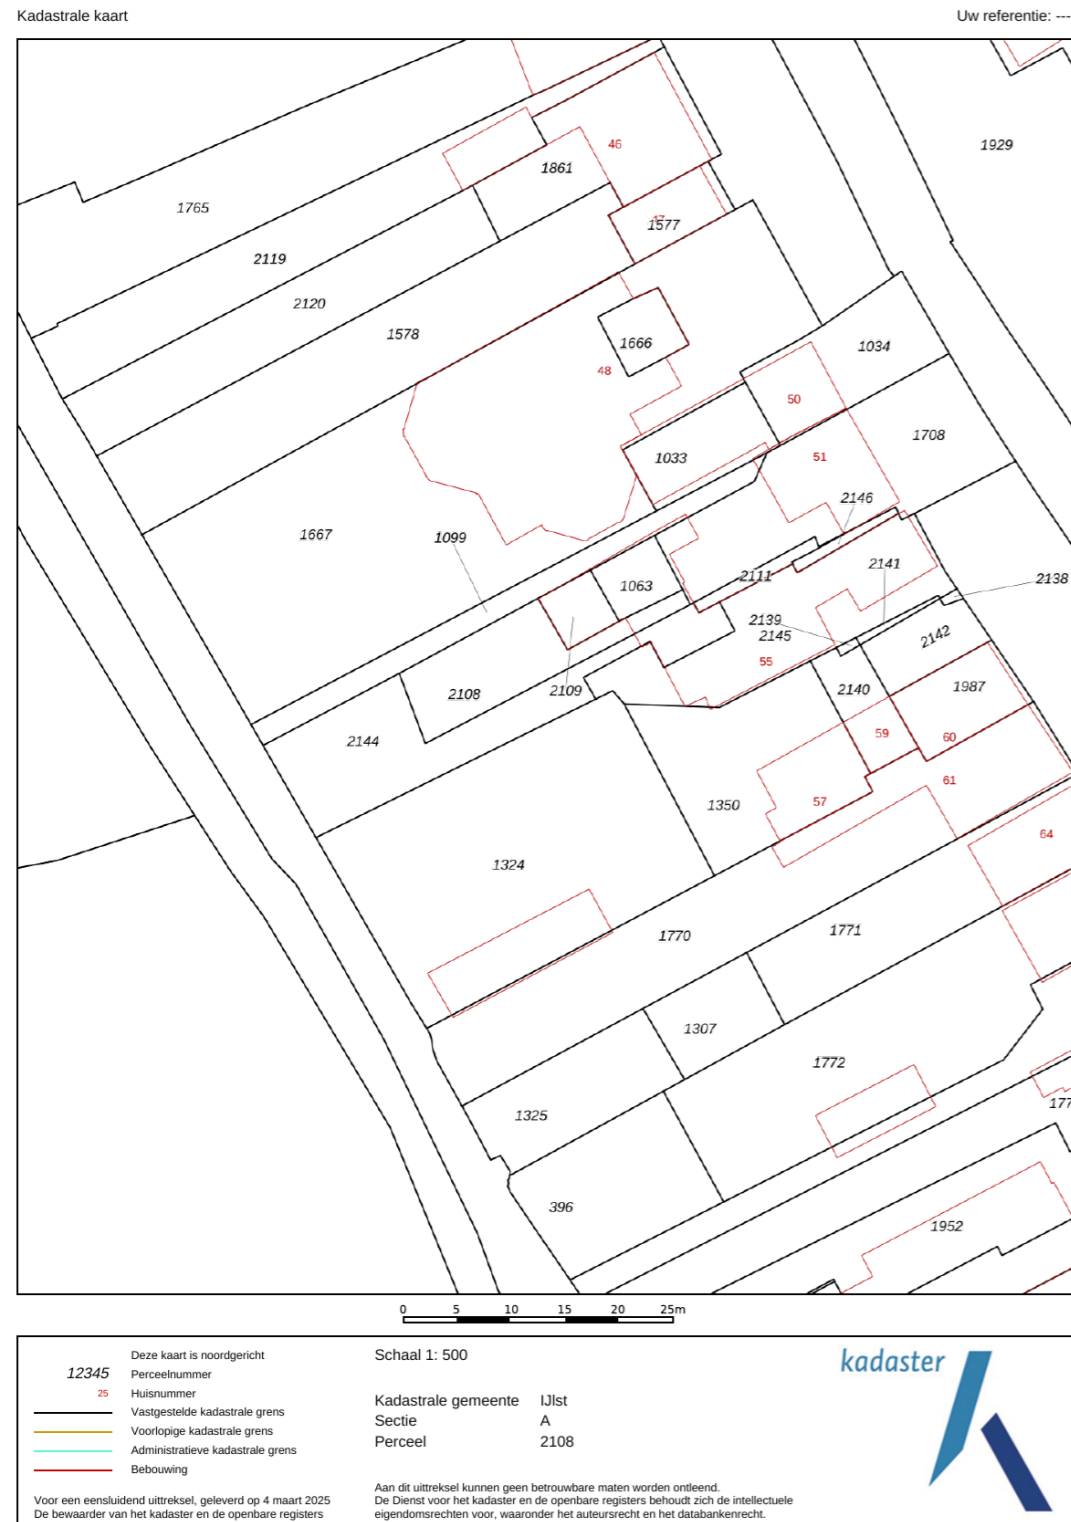 Kadastrale kaart
Uw referentie: ---
46
1929
1861
1765
47
1577
2119
2120
1578
1666
1034
48
50
1708
1033
51
2146
1667
1099
2141
2111
2138
1063
2139
2145
2142
55
2108
2109
2140
1987
2144
59
60
61
1350
57
64
1324
1770
1771
1307
1772
177
1325
396
1952
0 5 10 15 20 25m
Deze kaart is noordgericht
12345 Perceelnummer
25 Huisnummer
Vastgestelde kadastrale grens
Voorlopige kadastrale grens
Administratieve kadastrale grens
Bebouwing
Voor een eensluidend uittreksel, geleverd op 4 maart 2025
De bewaarder van het kadaster en de openbare registers
Schaal 1: 500
Kadastrale gemeente IJlst
Sectie A
Perceel 2108
Aan dit uittreksel kunnen geen betrouwbare maten worden ontleend.
De Dienst voor het kadaster en de openbare registers behoudt zich de intellectuele
eigendomsrechten voor, waaronder het auteursrecht en het databankenrecht.
kadaster